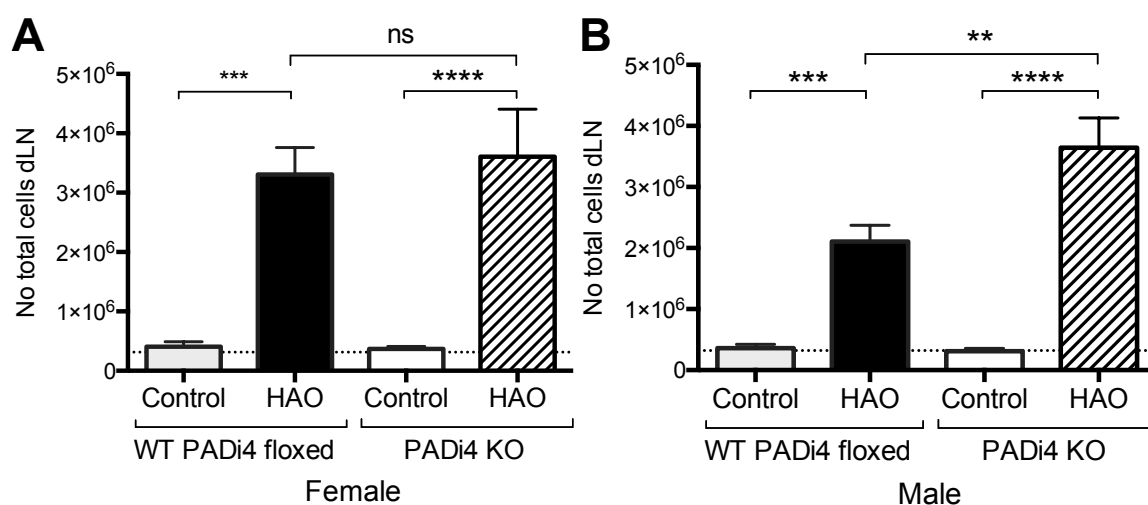 A
ns
***
****
5×10⁶
4×10⁶
3×10⁶
2×10⁶
1×10⁶
0
No total cells dLN
Control HAO Control HAO
WT PADi4 floxed PADi4 KO
Female
B
**
***
****
5×10⁶
4×10⁶
3×10⁶
2×10⁶
1×10⁶
0
No total cells dLN
Control HAO Control HAO
WT PADi4 floxed PADi4 KO
Male